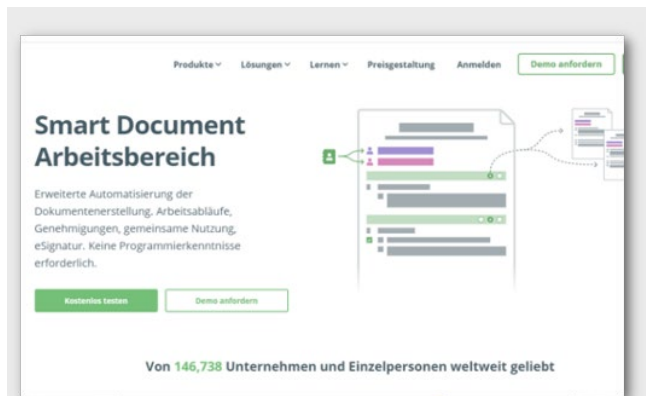 Produkte Lösungen Lernen Preisgestaltung Anmelden Demo anfordern
Smart Document
Arbeitsbereich
Erweiterte Automatisierung der
Dokumentenerstellung. Arbeitsabläufe,
Genehmigungen, gemeinsame Nutzung,
eSignatur. Keine Programmierkenntnisse
erforderlich.
Kostenlos testen Demo anfordern
Von 146,738 Unternehmen und Einzelpersonen weltweit geliebt